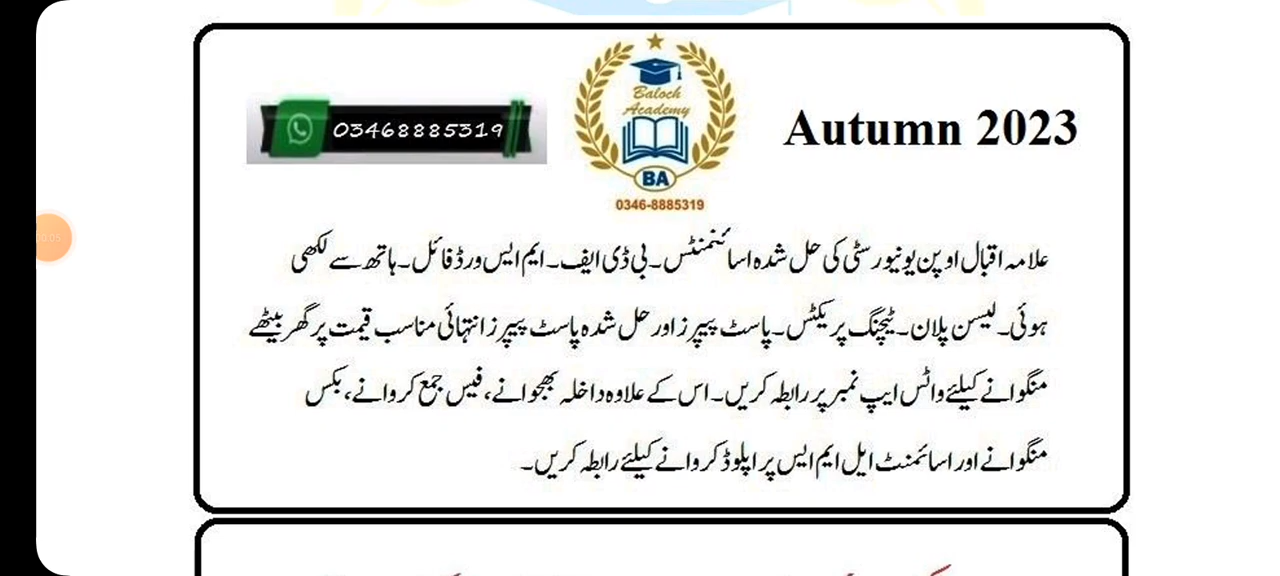 03468885319
Baloch
Academy
BA
0346-8885319
Autumn 2023
علامہ اقبال اوپن یونیورسٹی کی حل شدہ اسائنمنٹس۔ پی ڈی ایف۔ ایم ایس ورڈ فائل۔ ہاتھ سے لکھی
ہوئی۔ لیسن پلان۔ ٹیچنگ پریکٹس۔ پاسٹ پیپرز اور حل شدہ پاسٹ پیپرز انتہائی مناسب قیمت پر گھر بیٹھے
منگوانے کیلئے واٹس ایپ نمبر پر رابطہ کریں۔ اس کے علاوہ داخلہ بھجوانے، فیس جمع کروانے، بکس
منگوانے اور اسائمنٹ ایل ایم ایس پر اپلوڈ کروانے کیلئے رابطہ کریں۔